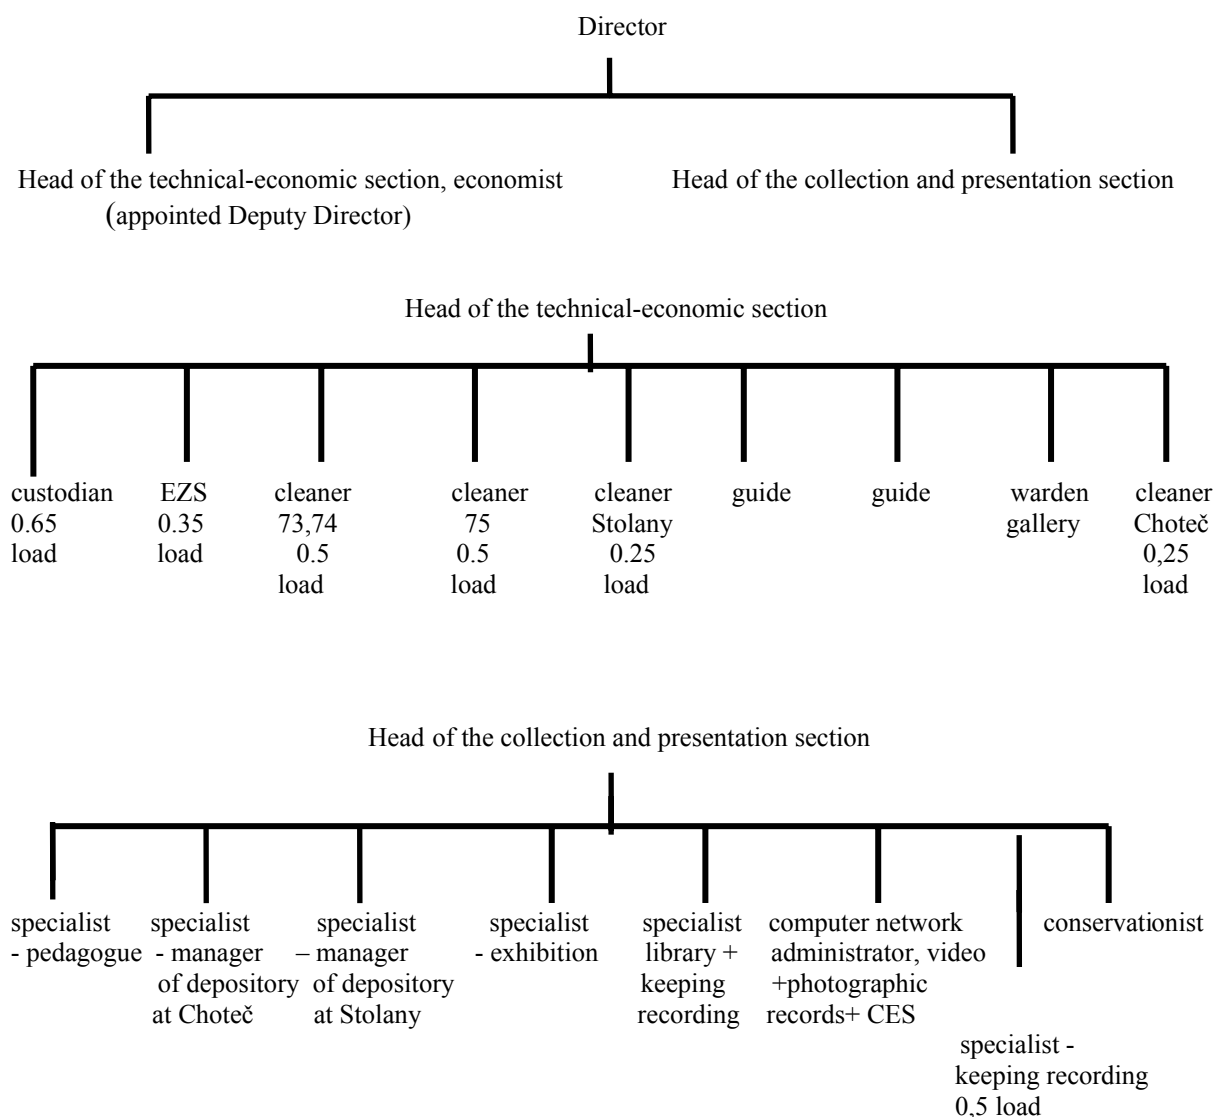 Director
Head of the technical-economic section, economist
(appointed Deputy Director)
Head of the collection and presentation section
Head of the technical-economic section
custodian
0.65
load
EZS
0.35
load
cleaner
73,74
0.5
load
cleaner
75
0.5
load
cleaner
Stolany
0.25
load
guide
guide
warden
gallery
cleaner
Choteč
0,25
load
Head of the collection and presentation section
specialist
- pedagogue
specialist
- manager
of depository
at Choteč
specialist
– manager
of depository
at Stolany
specialist
- exhibition
specialist
library +
keeping
recording
computer network
administrator, video
+photographic
records+ CES
specialist -
keeping recording
0,5 load
conservationist